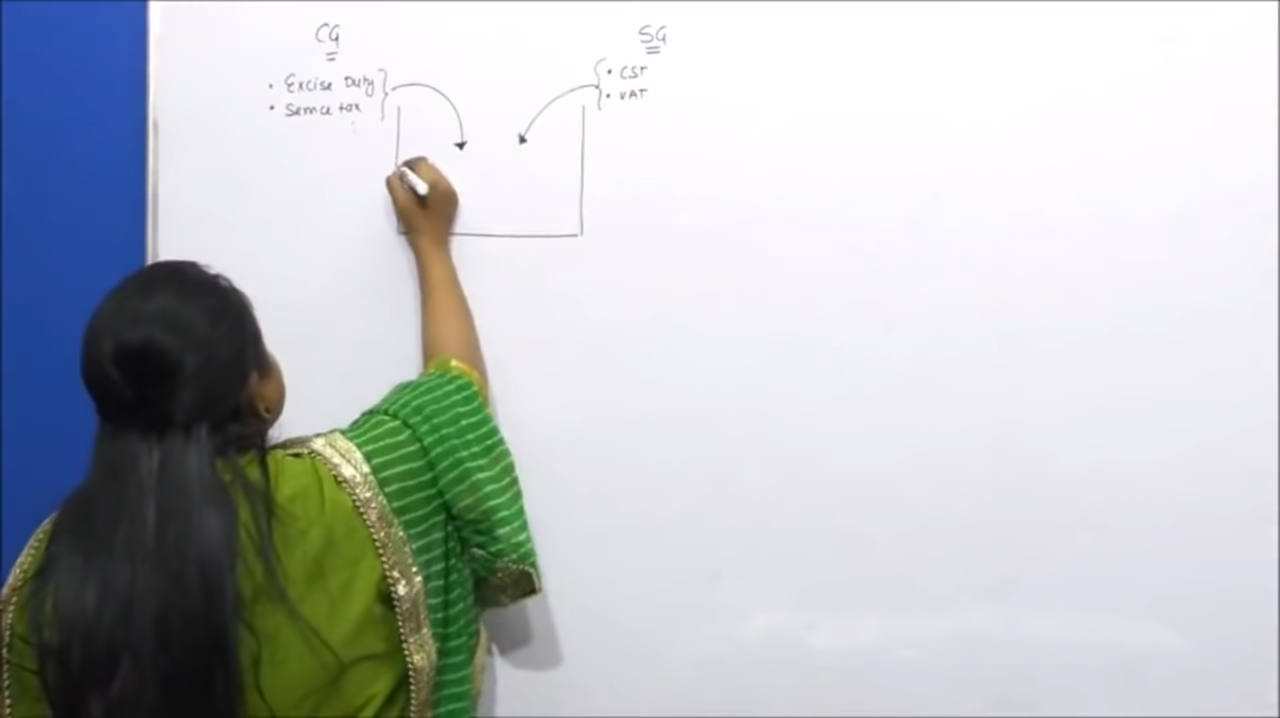 CG
• Excise Duty
• Service tax
SG
• CST
• VAT